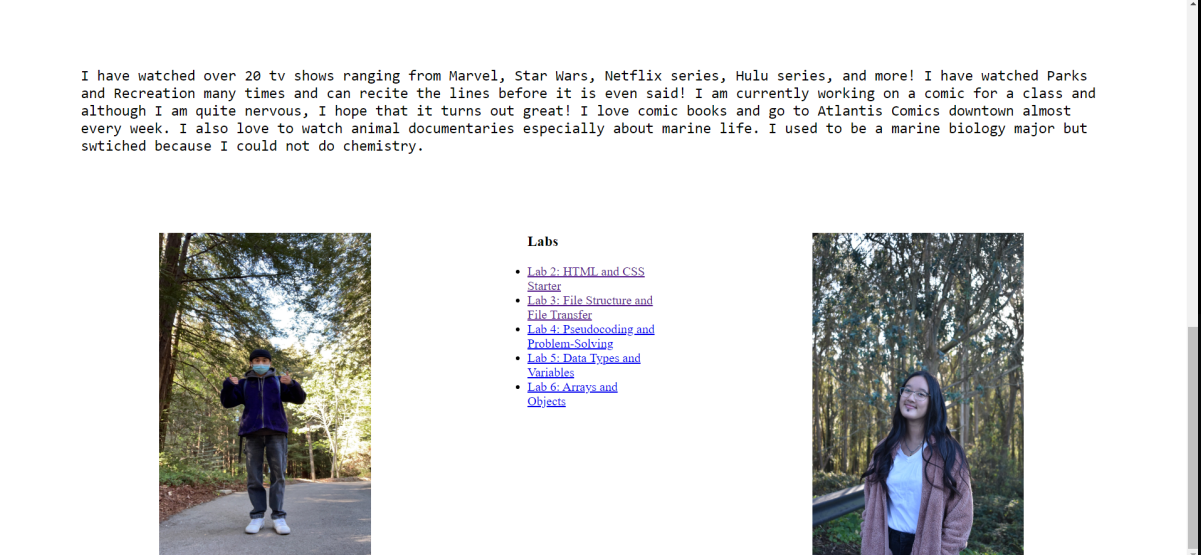 I have watched over 20 tv shows ranging from Marvel, Star Wars, Netflix series, Hulu series, and more! I have watched Parks
and Recreation many times and can recite the lines before it is even said! I am currently working on a comic for a class and
although I am quite nervous, I hope that it turns out great! I love comic books and go to Atlantis Comics downtown almost
every week. I also love to watch animal documentaries especially about marine life. I used to be a marine biology major but
swtiched because I could not do chemistry.
Labs
Lab 2: HTML and CSS
Starter
Lab 3: File Structure and
File Transfer
Lab 4: Pseudocoding and
Problem-Solving
Lab 5: Data Types and
Variables
Lab 6: Arrays and
Objects